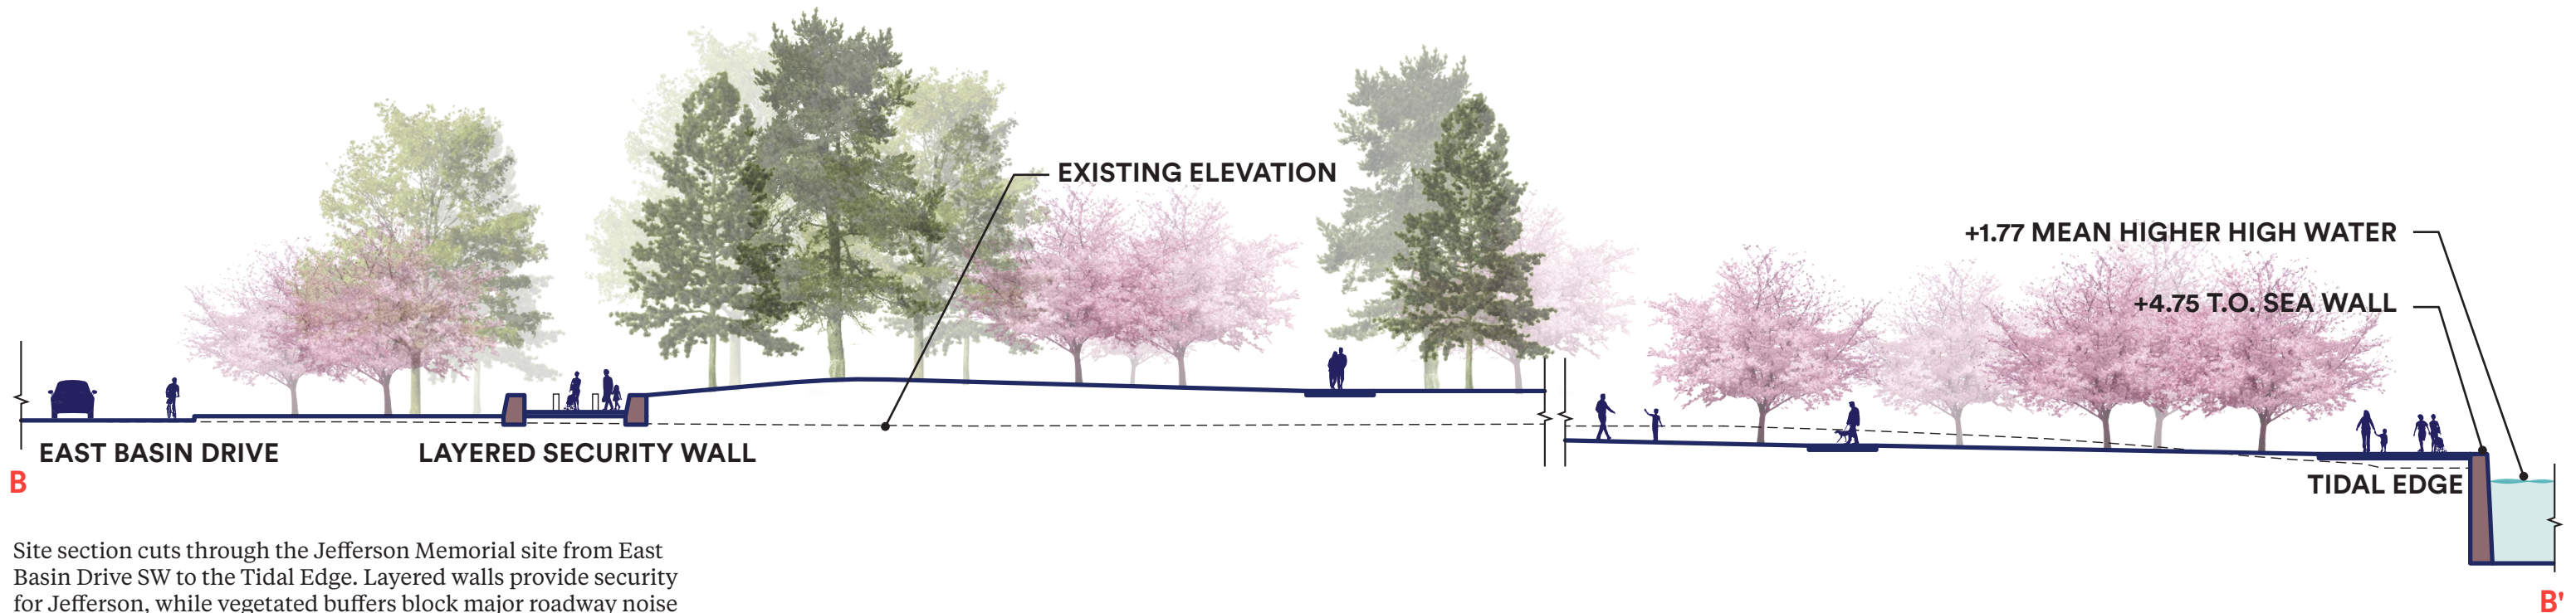 EXISTING ELEVATION
+1.77 MEAN HIGHER HIGH WATER
+4.75 T.O. SEA WALL
EAST BASIN DRIVE
LAYERED SECURITY WALL
TIDAL EDGE
B
B'
Site section cuts through the Jefferson Memorial site from East
Basin Drive SW to the Tidal Edge. Layered walls provide security
for Jefferson, while vegetated buffers block major roadway noise